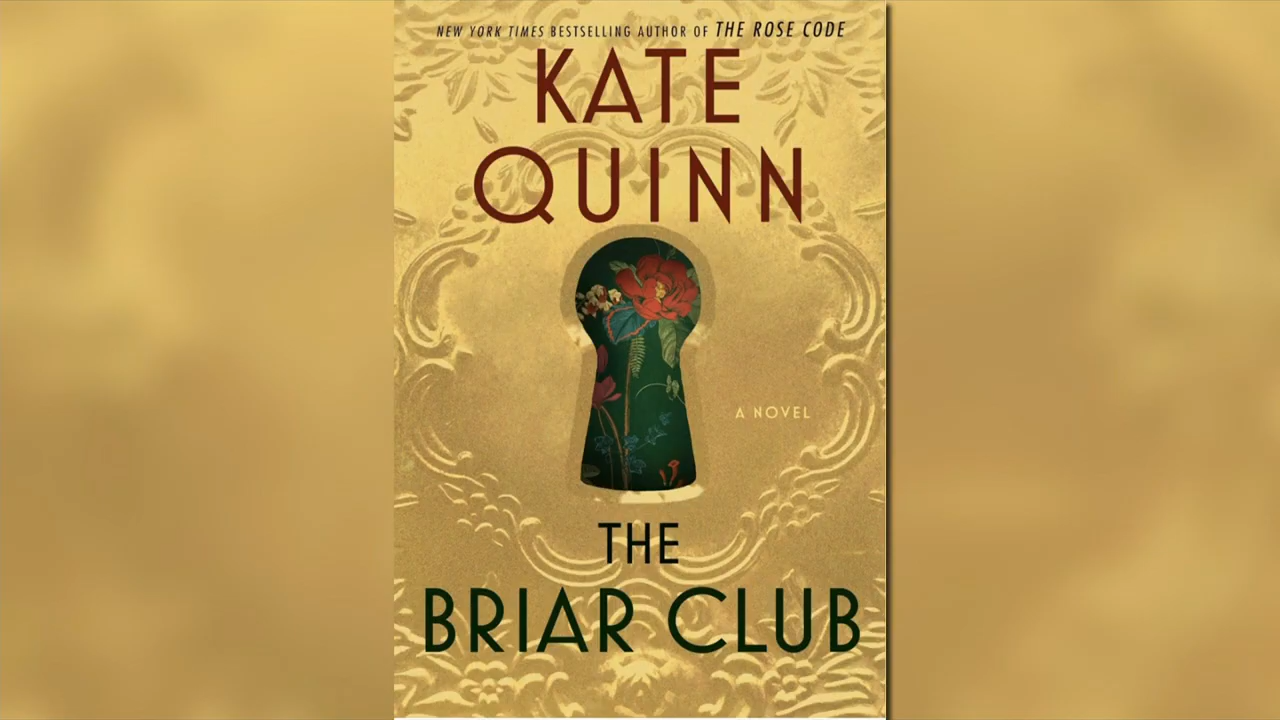 NEW YORK TIMES BESTSELLING AUTHOR OF THE ROSE CODE
KATE
QUINN
A NOVEL
THE
BRIAR CLUB